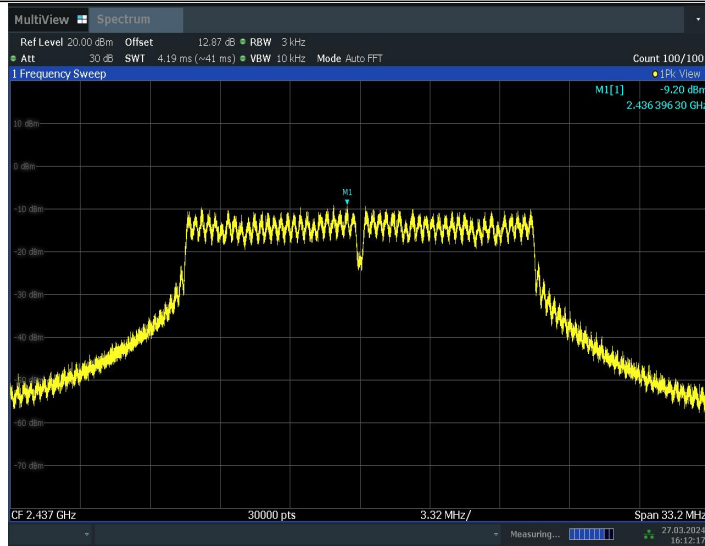 MultiView Spectrum
Ref Level 20.00 dBm Offset 12.87 dB RBW 3 kHz
Att 30 dB SWT 4.19 ms (~41 ms) VBW 10 kHz Mode Auto FFT Count 100/100
1 Frequency Sweep 1Pk View
M1[1] -9.20 dBm
2.436 396 30 GHz
10 dBm
0 dBm
M1
-10 dBm
-20 dBm
-30 dBm
-40 dBm
-60 dBm
-70 dBm
CF 2.437 GHz 30000 pts 3.32 MHz/ Span 33.2 MHz
Measuring... 27.03.2024
16:12:17